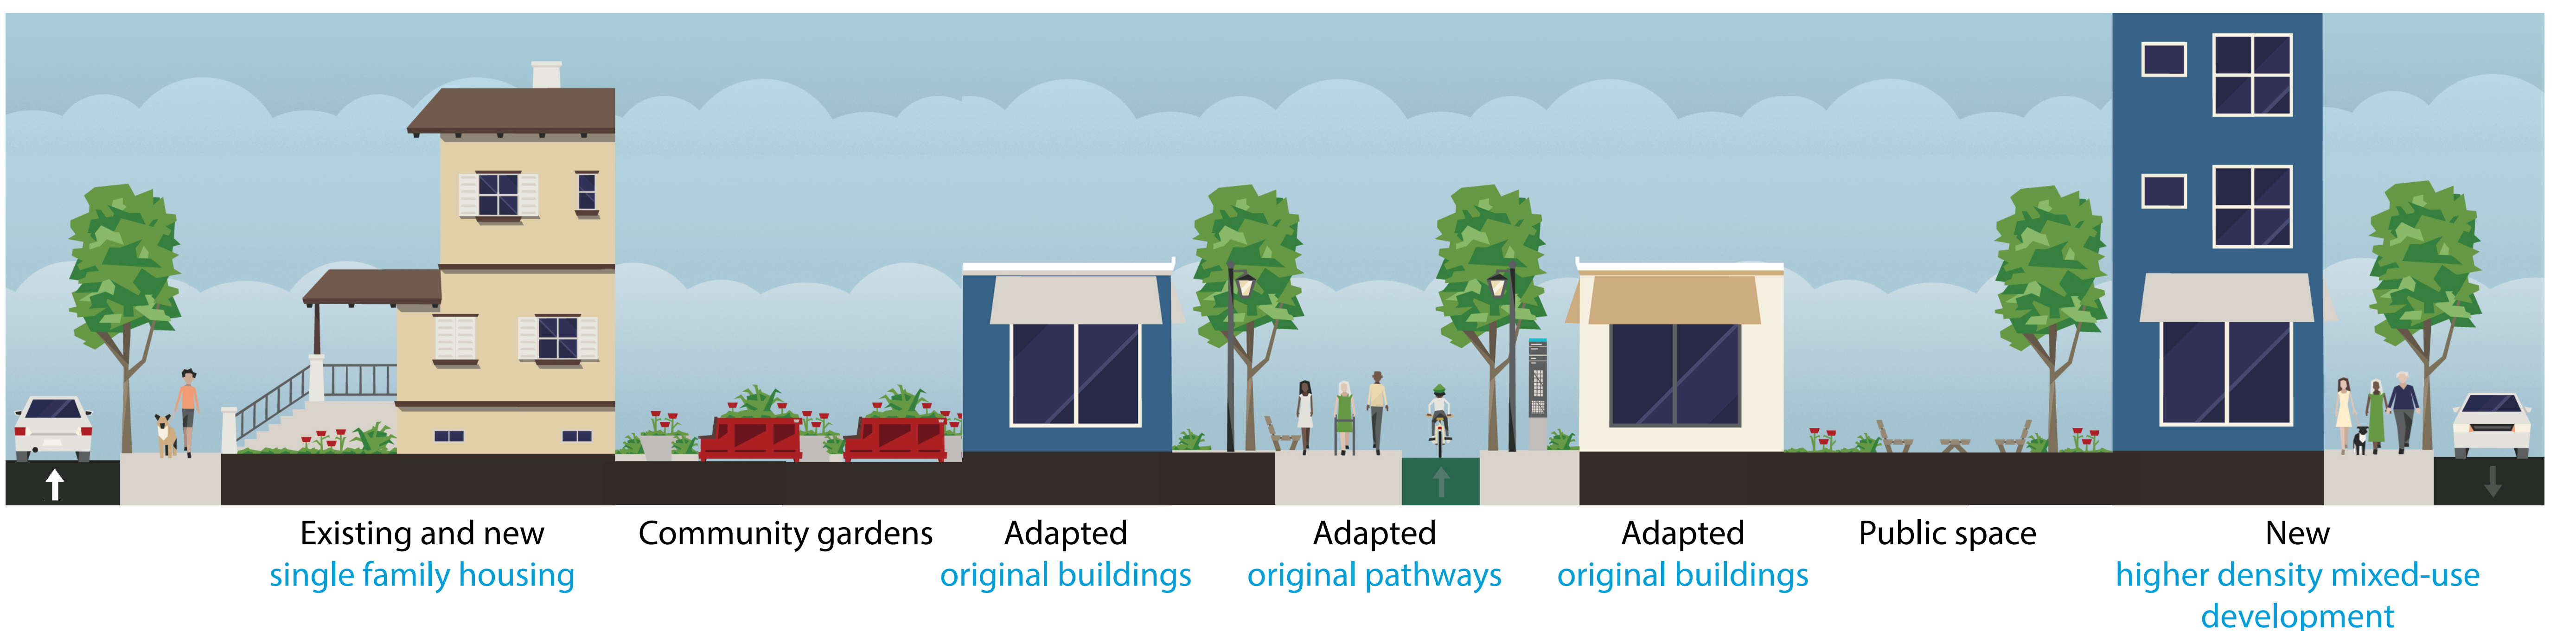 Existing and new
single family housing
Community gardens
Adapted
original buildings
Adapted
original pathways
Adapted
original buildings
Public space
New
higher density mixed-use
development